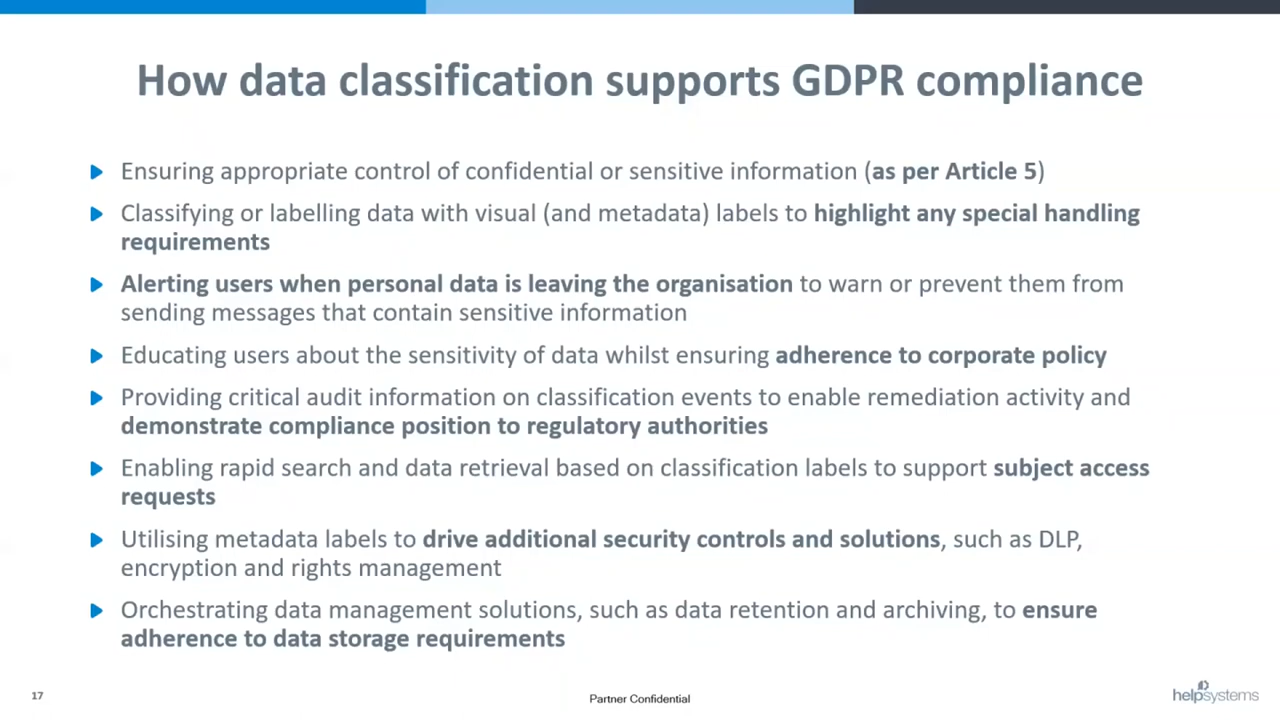 How data classification supports GDPR compliance
Ensuring appropriate control of confidential or sensitive information (as per Article 5)
Classifying or labelling data with visual (and metadata) labels to highlight any special handling
requirements
Alerting users when personal data is leaving the organisation to warn or prevent them from
sending messages that contain sensitive information
Educating users about the sensitivity of data whilst ensuring adherence to corporate policy
Providing critical audit information on classification events to enable remediation activity and
demonstrate compliance position to regulatory authorities
Enabling rapid search and data retrieval based on classification labels to support subject access
requests
Utilising metadata labels to drive additional security controls and solutions, such as DLP,
encryption and rights management
Orchestrating data management solutions, such as data retention and archiving, to ensure
adherence to data storage requirements
17
Partner Confidential
helpsystems